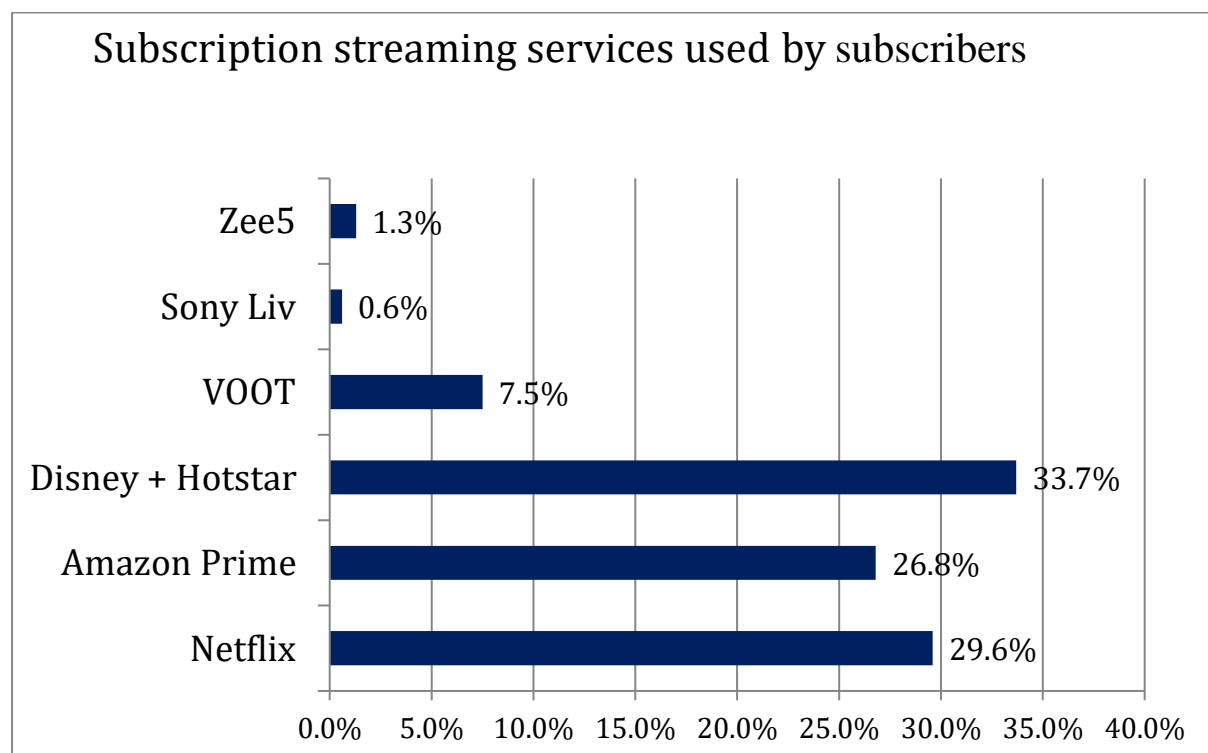 Subscription streaming services used by subscribers
Zee5 1.3%
Sony Liv 0.6%
VOOT 7.5%
Disney + Hotstar 33.7%
Amazon Prime 26.8%
Netflix 29.6%
0.0% 5.0% 10.0% 15.0% 20.0% 25.0% 30.0% 35.0% 40.0%